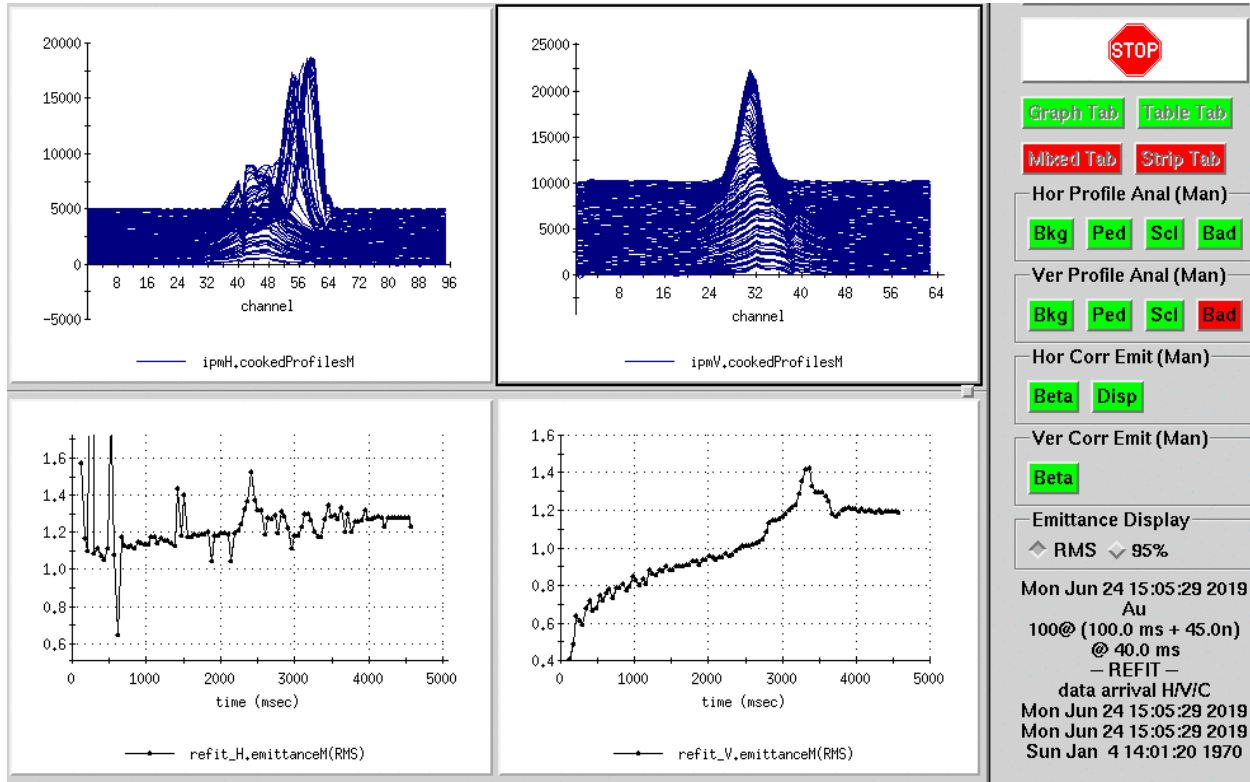 20000
15000
10000
5000
0
-5000
8 16 24 32 40 48 56 64 72 80 88 96
channel
ipmH.cookedProfilesM
25000
20000
15000
10000
5000
0
8 16 24 32 40 48 56 64
channel
ipmV.cookedProfilesM
1.6
1.4
1.2
1.0
0.8
0.6
0 1000 2000 3000 4000 5000
time (msec)
refit_H.emittanceM(RMS)
1.6
1.4
1.2
1.0
0.8
0.6
0.4
0 1000 2000 3000 4000 5000
time (msec)
refit_V.emittanceM(RMS)
STOP
Graph Tab Table Tab
Mixed Tab Strip Tab
Hor Profile Anal (Man)
Bkg Ped Scl Bad
Ver Profile Anal (Man)
Bkg Ped Scl Bad
Hor Corr Emit (Man)
Beta Disp
Ver Corr Emit (Man)
Beta
Emittance Display
RMS 95%
Mon Jun 24 15:05:29 2019
Au
100@ (100.0 ms + 45.0n)
@ 40.0 ms
— REFIT —
data arrival H/V/C
Mon Jun 24 15:05:29 2019
Mon Jun 24 15:05:29 2019
Sun Jan 4 14:01:20 1970